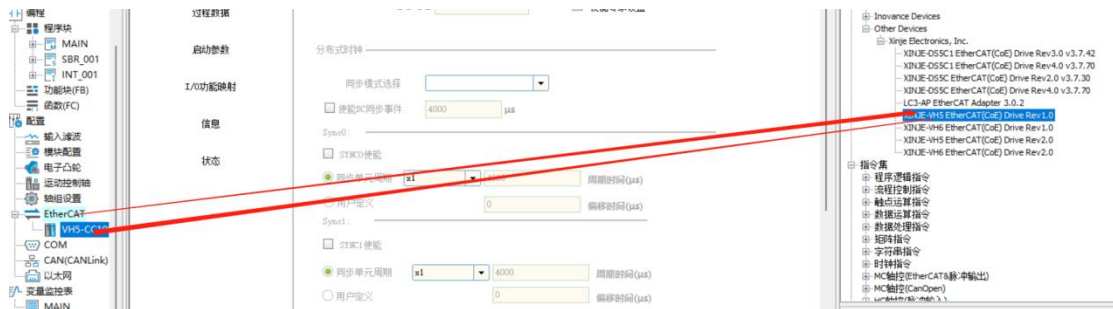 编程
程序块
MAIN
SBR_001
INT_001
功能块(FB)
函数(FC)
配置
输入滤波
模块配置
电子凸轮
运动控制轴
轴组设置
EtherCAT
COM
CAN(CANLink)
以太网
变量监控表
MAIN
过程数据
启动参数
I/O功能映射
信息
状态
分布式时钟
同步模式选择
使能DC同步事件 4000 μs
Sync0:
SYNC0使能
同步单元周期 x1 4000 周期时间(μs)
用户定义 0 偏移时间(μs)
Sync1:
SYNC1使能
同步单元周期 x1 4000 周期时间(μs)
用户定义 0 偏移时间(μs)
Inovance Devices
Other Devices
Xinje Electronics, Inc.
XINJE-DS5C1 EtherCAT(CoE) Drive Rev3.0 v3.7.42
XINJE-DS5C1 EtherCAT(CoE) Drive Rev4.0 v3.7.70
XINJE-DS5C EtherCAT(CoE) Drive Rev2.0 v3.7.30
XINJE-DS5C EtherCAT(CoE) Drive Rev4.0 v3.7.70
LC3-AP EtherCAT Adapter 3.0.2
XINJE-VH5 EtherCAT(CoE) Drive Rev1.0
XINJE-VH6 EtherCAT(CoE) Drive Rev1.0
XINJE-VH5 EtherCAT(CoE) Drive Rev2.0
XINJE-VH6 EtherCAT(CoE) Drive Rev2.0
指令集
程序逻辑指令
流程控制指令
触点运算指令
数据运算指令
数据处理指令
矩阵指令
字符串指令
时钟指令
MC轴控(EtherCAT&脉冲输出)
MC轴控(CanOpen)